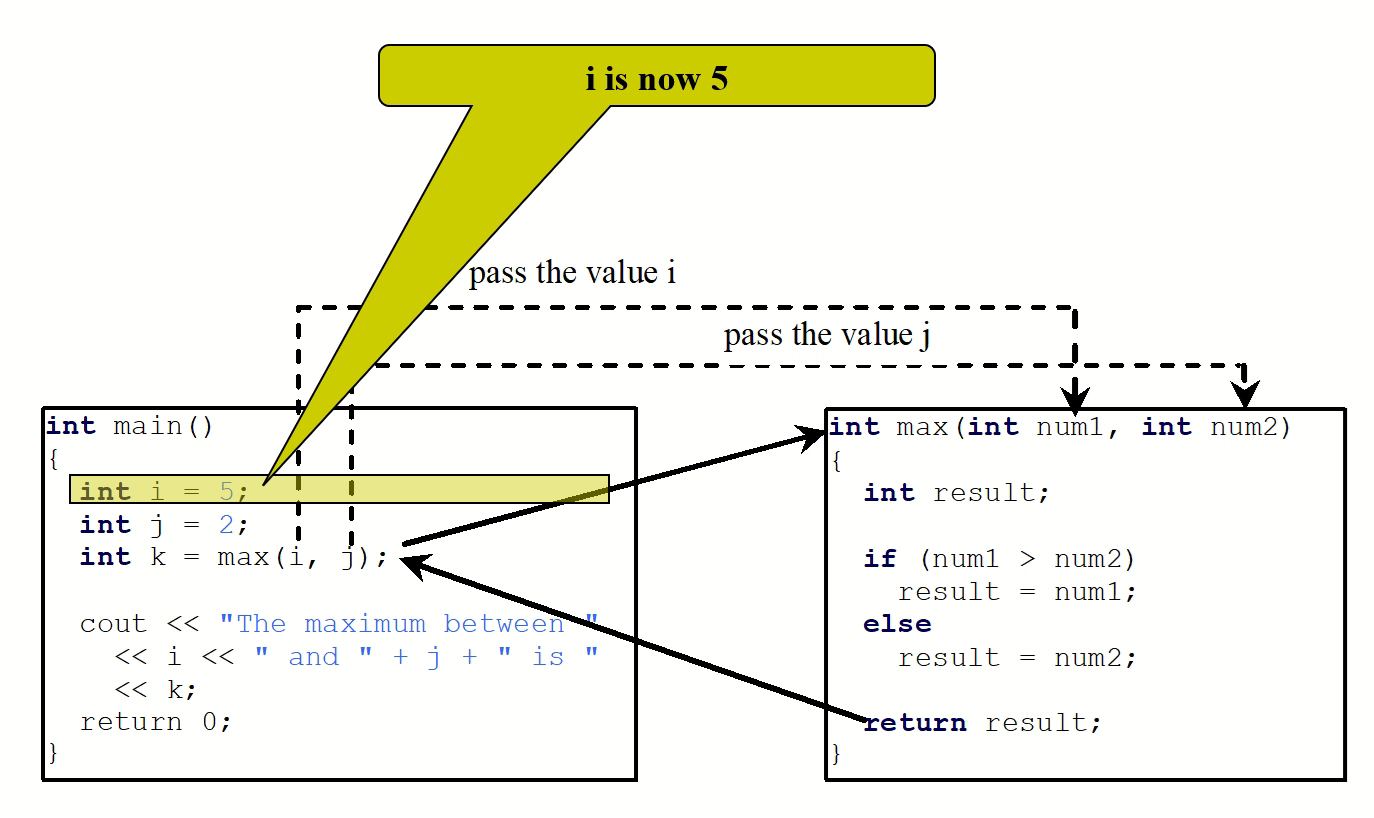 i is now 5
pass the value i
pass the value j
int main()
{
int i = 5;
int j = 2;
int k = max(i, j);
cout << "The maximum between "
<< i << " and " + j + " is "
<< k;
return 0;
}
int max(int num1, int num2)
{
int result;
if (num1 > num2)
result = num1;
else
result = num2;
return result;
}